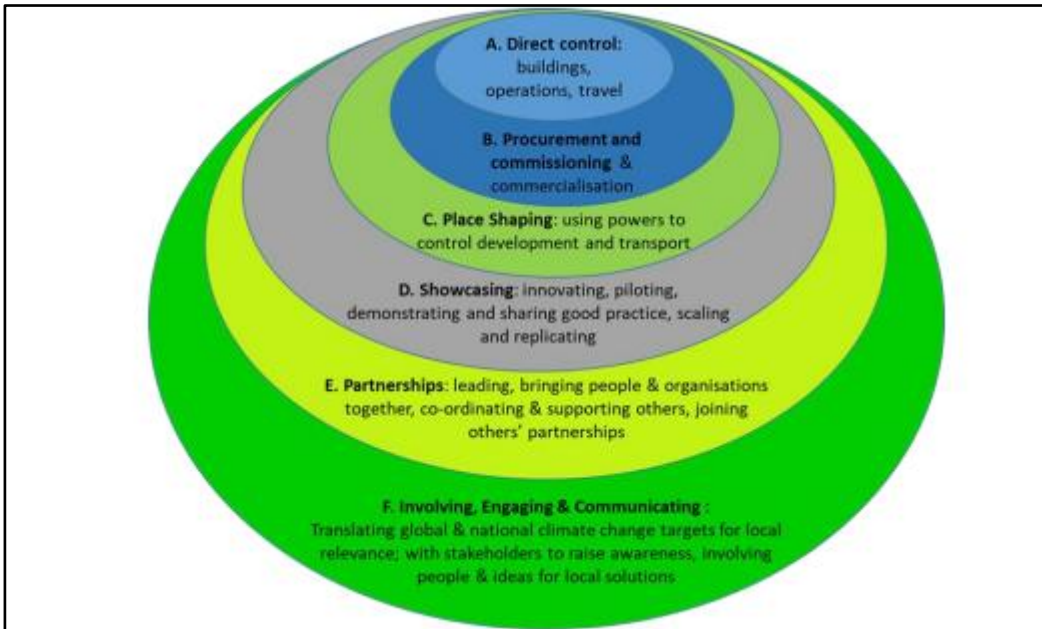 A. Direct control:
buildings,
operations, travel
B. Procurement and
commissioning &
commercialisation
C. Place Shaping: using powers to
control development and transport
D. Showcasing: innovating, piloting,
demonstrating and sharing good practice, scaling
and replicating
E. Partnerships: leading, bringing people & organisations
together, co-ordinating & supporting others, joining
others’ partnerships
F. Involving, Engaging & Communicating :
Translating global & national climate change targets for local
relevance; with stakeholders to raise awareness, involving
people & ideas for local solutions